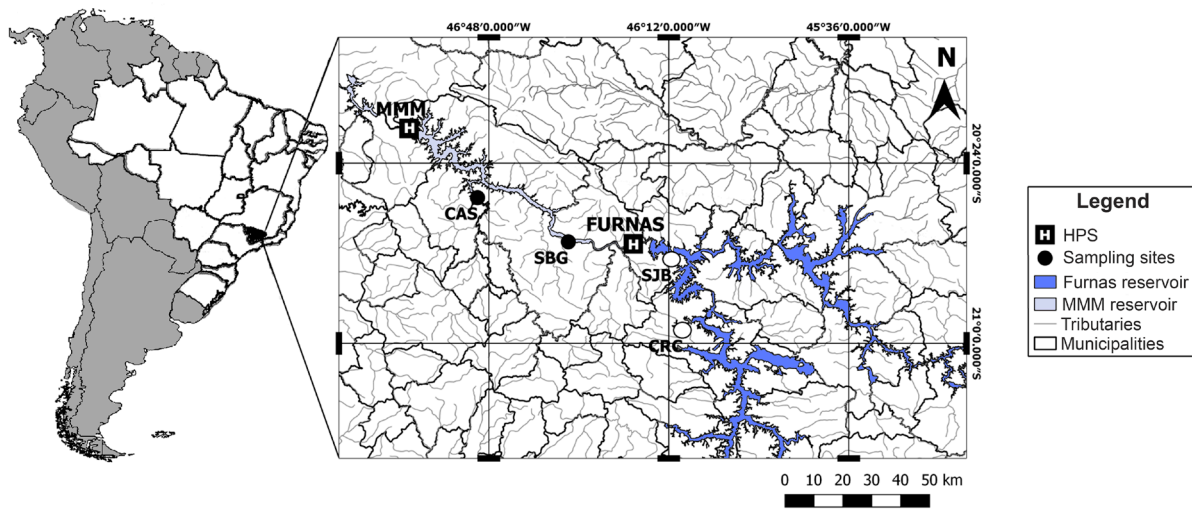 46°48′0.000″W
46°12′0.000″W
45°36′0.000″W
N
MMM
H
20°24′0.000″S
CAS
FURNAS
H
SBG
SJB
CRC
21°0′0.000″S
Legend
H HPS
Sampling sites
Furnas reservoir
MMM reservoir
Tributaries
Municipalities
0 10 20 30 40 50 km